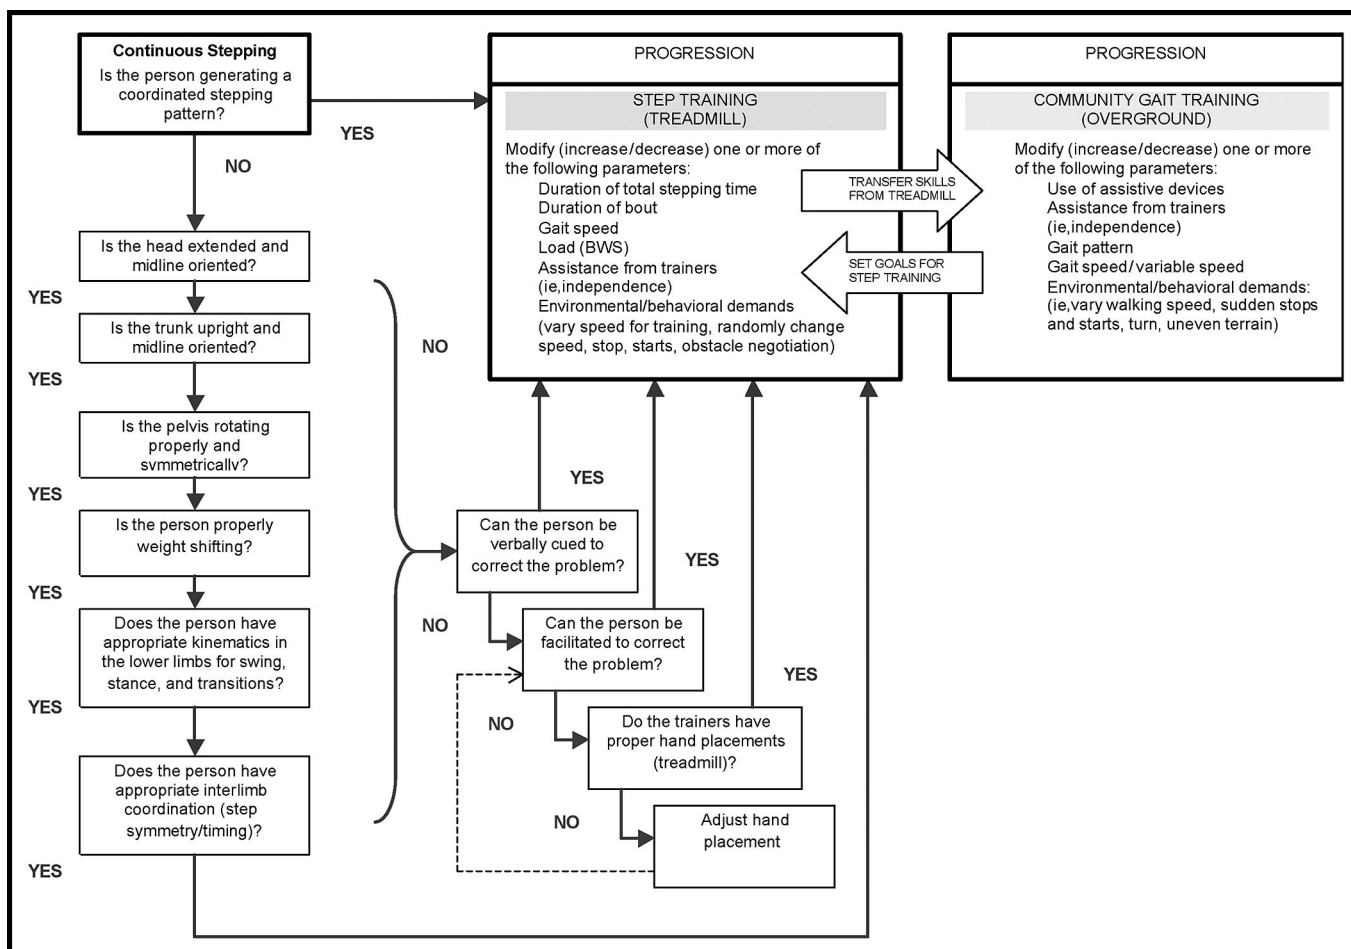 Continuous Stepping
Is the person generating a
coordinated stepping
pattern?
YES
NO
Is the head extended and
midline oriented?
YES
Is the trunk upright and
midline oriented?
YES
Is the pelvis rotating
properly and
symmetrically?
YES
Is the person properly
weight shifting?
YES
Does the person have
appropriate kinematics in
the lower limbs for swing,
stance, and transitions?
YES
Does the person have
appropriate interlimb
coordination (step
symmetry/timing)?
YES
NO
NO
Can the person be
verbally cued to
correct the problem?
YES
Can the person be
facilitated to correct
the problem?
YES
NO
Do the trainers have
proper hand placements
(treadmill)?
YES
NO
Adjust hand
placement
PROGRESSION
STEP TRAINING
(TREADMILL)
Modify (increase/decrease) one or more of
the following parameters:
Duration of total stepping time
Duration of bout
Gait speed
Load (BWS)
Assistance from trainers
(ie,independence)
Environmental/behavioral demands
(vary speed for training, randomly change
speed, stop, starts, obstacle negotiation)
TRANSFER SKILLS
FROM TREADMILL
SET GOALS FOR
STEP TRAINING
PROGRESSION
COMMUNITY GAIT TRAINING
(OVERGROUND)
Modify (increase/decrease) one or more
of the following parameters:
Use of assistive devices
Assistance from trainers
(ie,independence)
Gait pattern
Gait speed/variable speed
Environmental/behavioral demands:
(ie,vary walking speed, sudden stops
and starts, turn, uneven terrain)